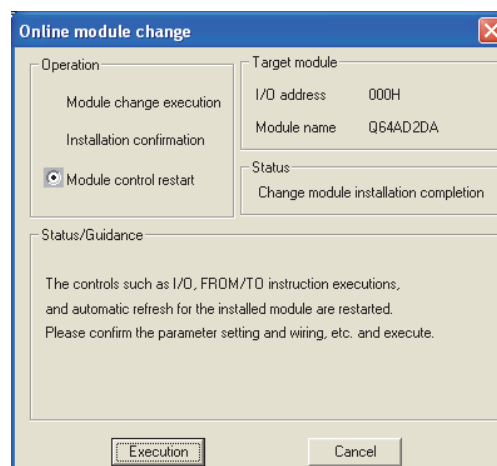 Online module change
Operation
Module change execution
Installation confirmation
Module control restart
Target module
I/O address 000H
Module name Q64AD2DA
Status
Change module installation completion
Status/Guidance
The controls such as I/O, FROM/TO instruction executions,
and automatic refresh for the installed module are restarted.
Please confirm the parameter setting and wiring, etc. and execute.
Execution Cancel